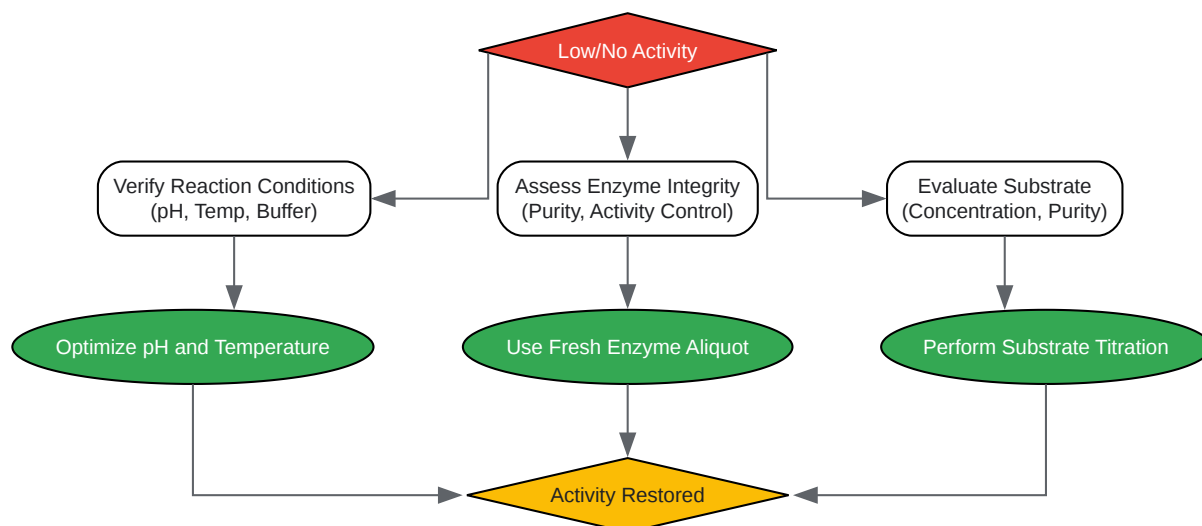 Low/No Activity
Verify Reaction Conditions
(pH, Temp, Buffer)
Assess Enzyme Integrity
(Purity, Activity Control)
Evaluate Substrate
(Concentration, Purity)
Optimize pH and Temperature
Use Fresh Enzyme Aliquot
Perform Substrate Titration
Activity Restored